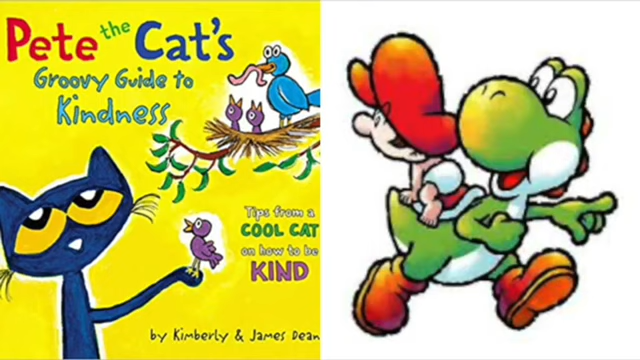 Pete the Cat's
Groovy Guide to
Kindness
Tips from a
COOL CAT
on how to be
KIND
by Kimberly & James Dean